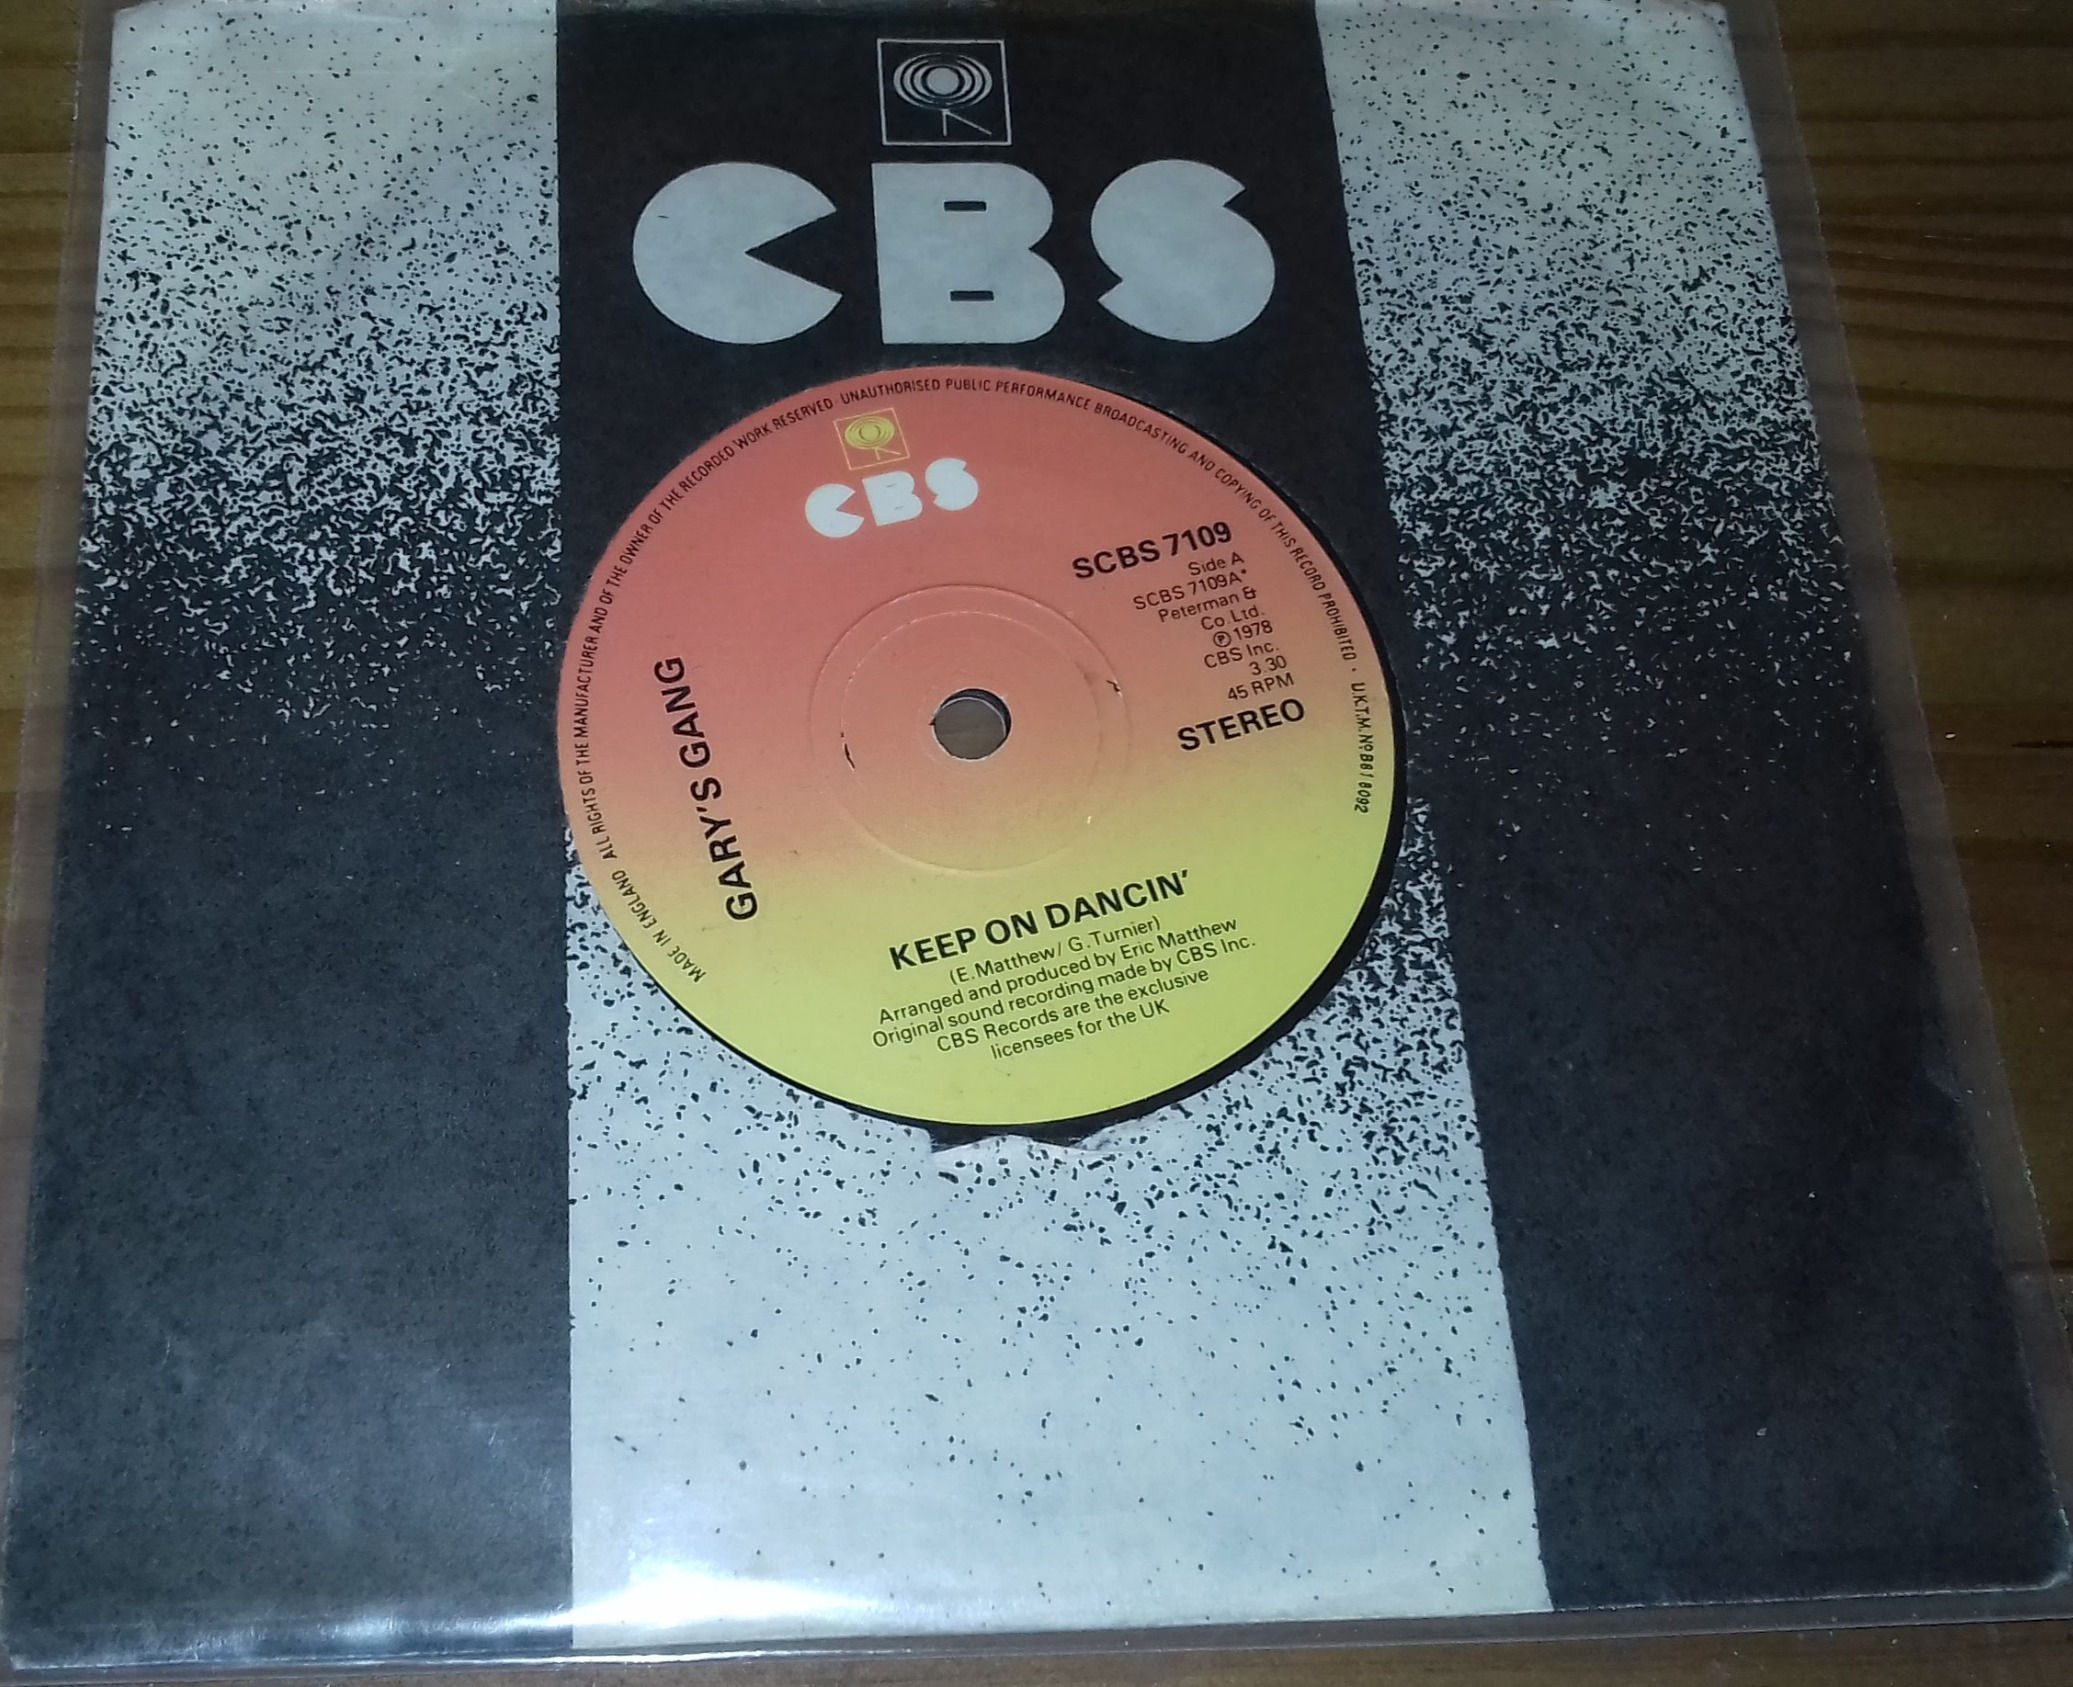 CBS
MADE IN ENGLAND · ALL RIGHTS OF THE MANUFACTURER AND OF THE OWNER OF THE RECORDED WORK RESERVED · UNAUTHORISED PUBLIC PERFORMANCE BROADCASTING AND COPYING OF THIS RECORD PROHIBITED · U.K.T.M.Nº B818092
CBS
SCBS 7109
Side A
SCBS 7109A*
Peterman &
Co. Ltd.
℗ 1978
CBS Inc.
3.30
45 RPM
STEREO
GARY'S GANG
KEEP ON DANCIN'
(E. Matthew/ G. Turnier)
Arranged and produced by Eric Matthew
Original sound recording made by CBS Inc.
CBS Records are the exclusive
licensees for the UK